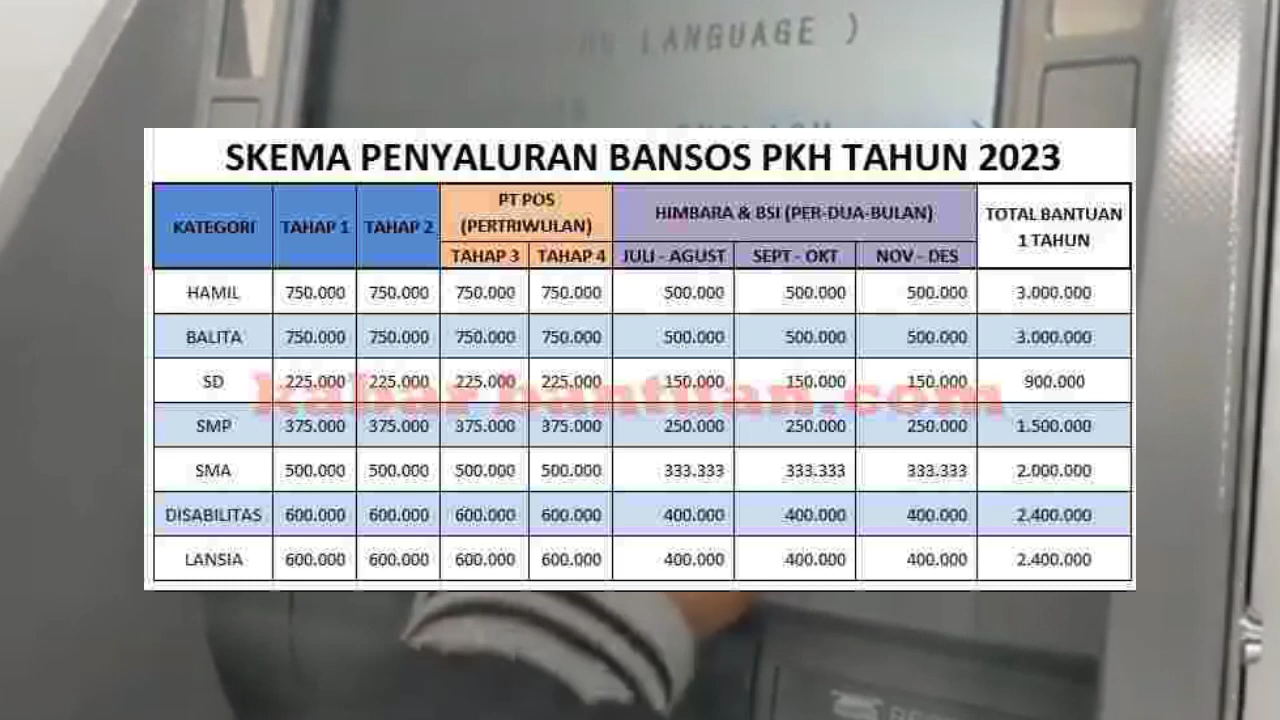 LANGUAGE )
SKEMA PENYALURAN BANSOS PKH TAHUN 2023
KATEGORI TAHAP 1 TAHAP 2 PT POS (PERTRIWULAN) HIMBARA & BSI (PER-DUA-BULAN) TOTAL BANTUAN 1 TAHUN
TAHAP 3 TAHAP 4 JULI - AGUST SEPT - OKT NOV - DES
HAMIL 750.000 750.000 750.000 750.000 500.000 500.000 500.000 3.000.000
BALITA 750.000 750.000 750.000 750.000 500.000 500.000 500.000 3.000.000
SD 225.000 225.000 225.000 225.000 150.000 150.000 150.000 900.000
kabar bantuan.com
SMP 375.000 375.000 375.000 375.000 250.000 250.000 250.000 1.500.000
SMA 500.000 500.000 500.000 500.000 333.333 333.333 333.333 2.000.000
DISABILITAS 600.000 600.000 600.000 600.000 400.000 400.000 400.000 2.400.000
LANSIA 600.000 600.000 600.000 600.000 400.000 400.000 400.000 2.400.000